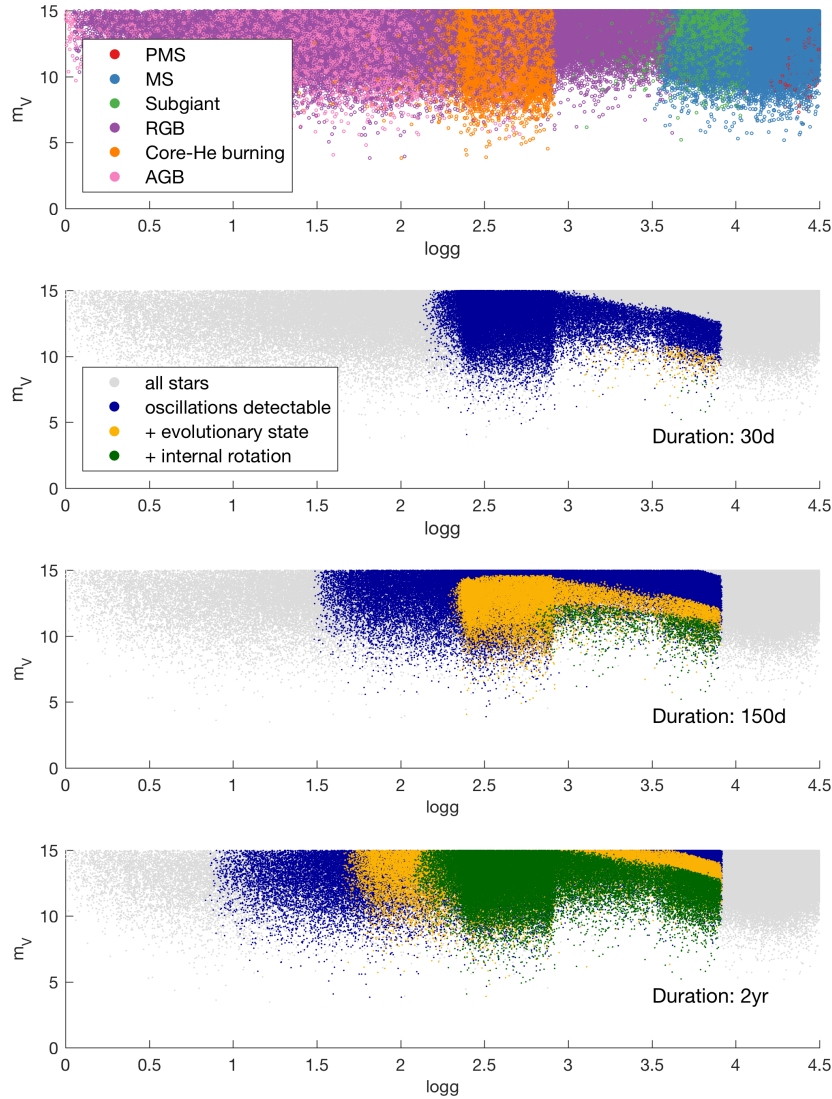 15
10
5
0
m_V
PMS
MS
Subgiant
RGB
Core-He burning
AGB
0 0.5 1 1.5 2 2.5 3 3.5 4 4.5
logg
15
10
5
0
m_V
all stars
oscillations detectable
+ evolutionary state
+ internal rotation
Duration: 30d
0 0.5 1 1.5 2 2.5 3 3.5 4 4.5
logg
15
10
5
0
m_V
Duration: 150d
0 0.5 1 1.5 2 2.5 3 3.5 4 4.5
logg
15
10
5
0
m_V
Duration: 2yr
0 0.5 1 1.5 2 2.5 3 3.5 4 4.5
logg